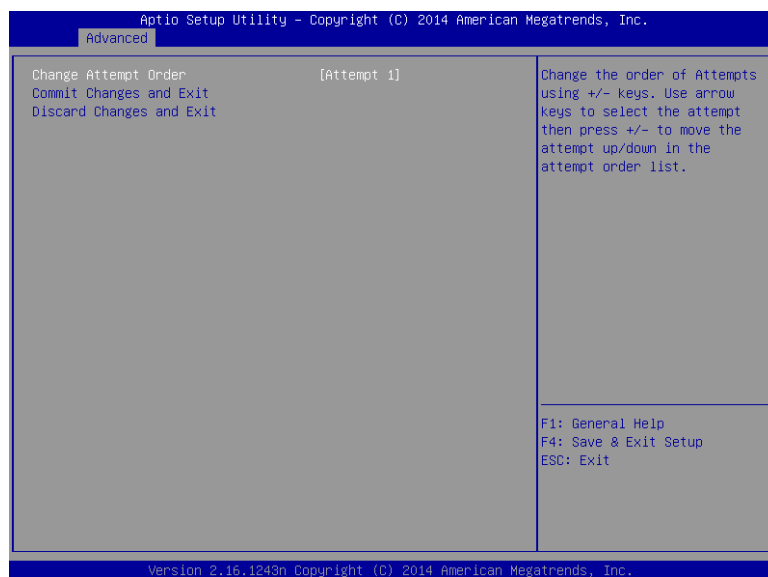 Aptio Setup Utility – Copyright (C) 2014 American Megatrends, Inc.
Advanced
Change Attempt Order [Attempt 1]
Commit Changes and Exit
Discard Changes and Exit
Change the order of Attempts
using +/- keys. Use arrow
keys to select the attempt
then press +/- to move the
attempt up/down in the
attempt order list.
F1: General Help
F4: Save & Exit Setup
ESC: Exit
Version 2.16.1243n Copyright (C) 2014 American Megatrends, Inc.